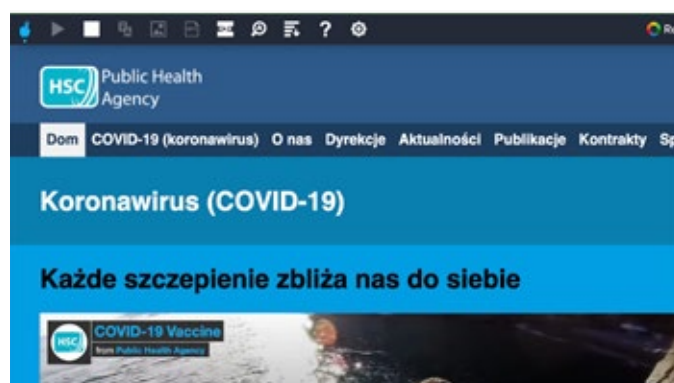 HSC Public Health
Agency
Dom COVID-19 (koronawirus) O nas Dyrekcje Aktualności Publikacje Kontrakty Sp
Koronawirus (COVID-19)
Każde szczepienie zbliża nas do siebie
HSC COVID-19 Vaccine
from Public Health Agency